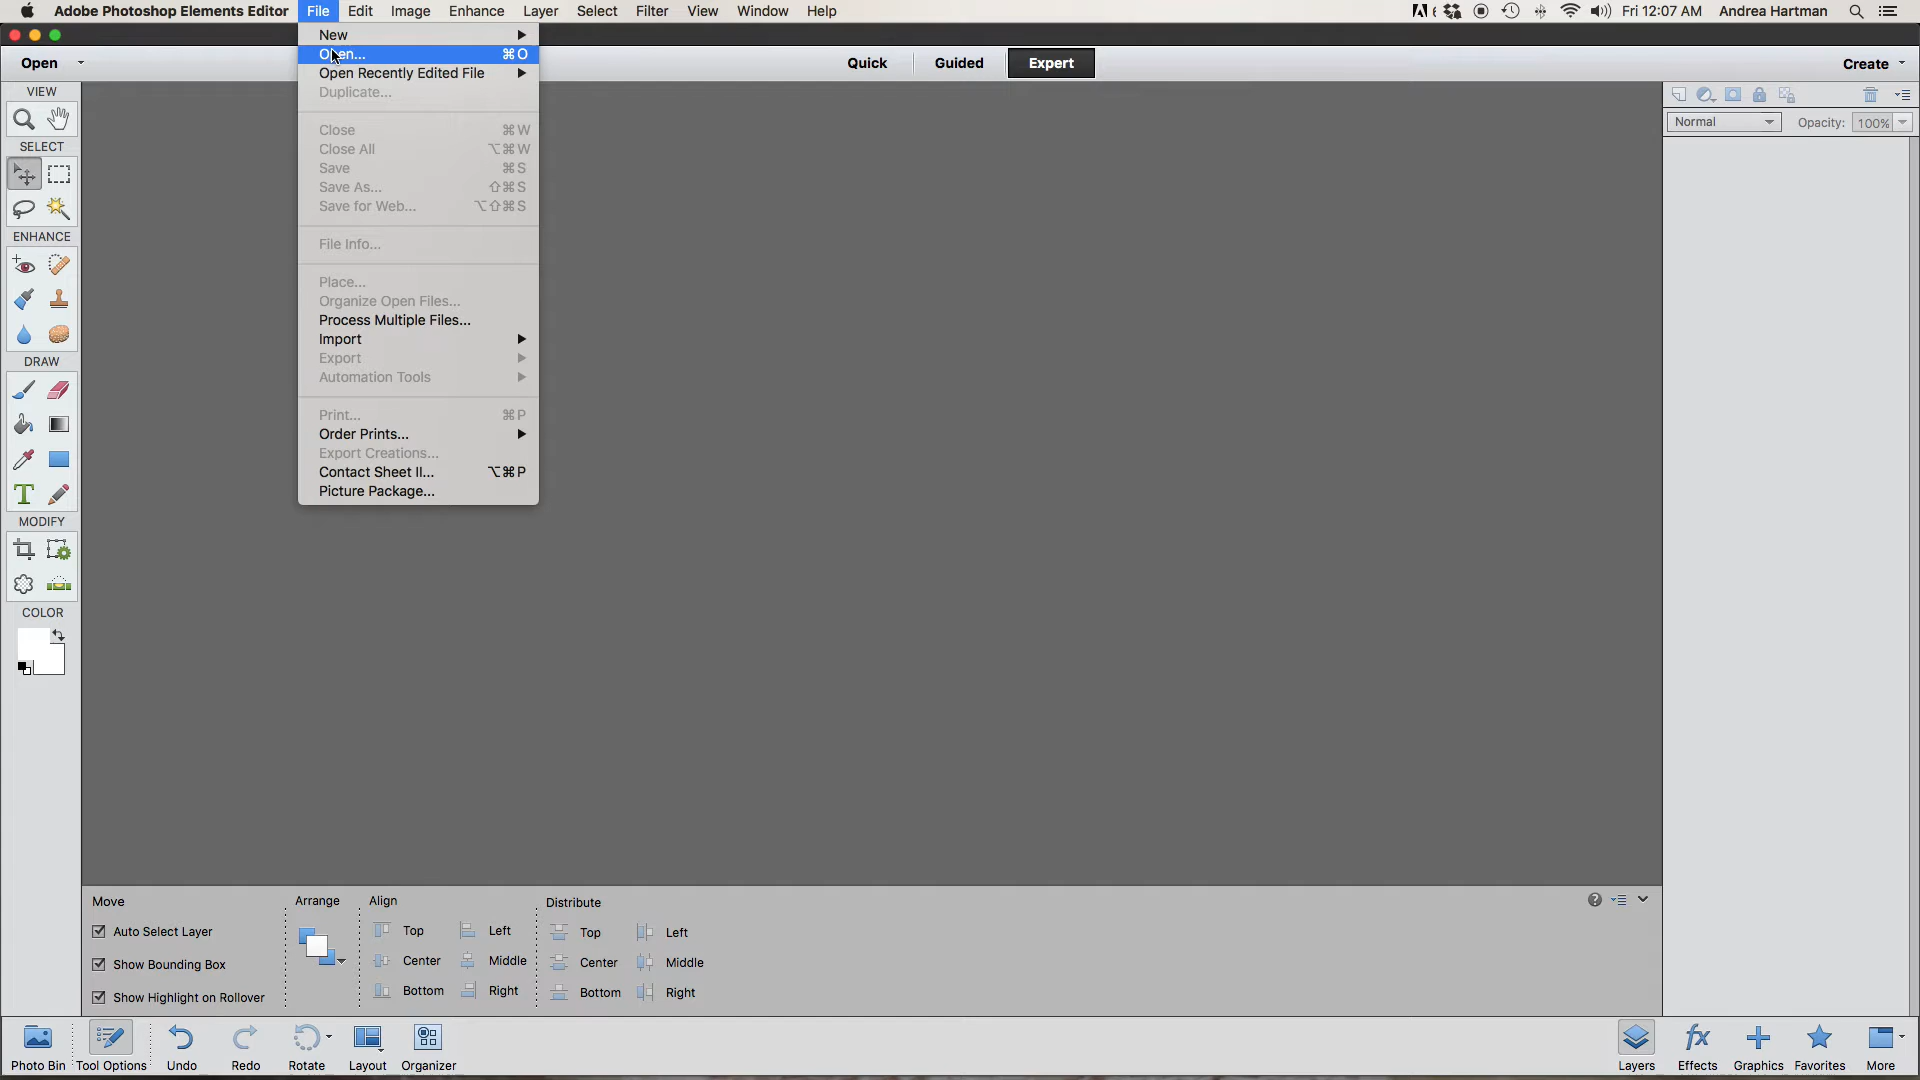 Adobe Photoshop Elements Editor File Edit Image Enhance Layer Select Filter View Window Help 6 Fri 12:07 AM Andrea Hartman
Open Quick Guided Expert Create
New
Open... ⌘O
Open Recently Edited File
Duplicate...
Close ⌘W
Close All ⌥⌘W
Save ⌘S
Save As... ⇧⌘S
Save for Web... ⌥⇧⌘S
File Info...
Place...
Organize Open Files...
Process Multiple Files...
Import
Export
Automation Tools
Print... ⌘P
Order Prints...
Export Creations...
Contact Sheet II... ⌥⌘P
Picture Package...
VIEW
SELECT
ENHANCE
DRAW
T
MODIFY
COLOR
Normal Opacity: 100%
Move Arrange Align Distribute
Auto Select Layer Top Left Top Left
Show Bounding Box Center Middle Center Middle
Show Highlight on Rollover Bottom Right Bottom Right
Photo Bin Tool Options Undo Redo Rotate Layout Organizer fx Layers Effects Graphics Favorites More